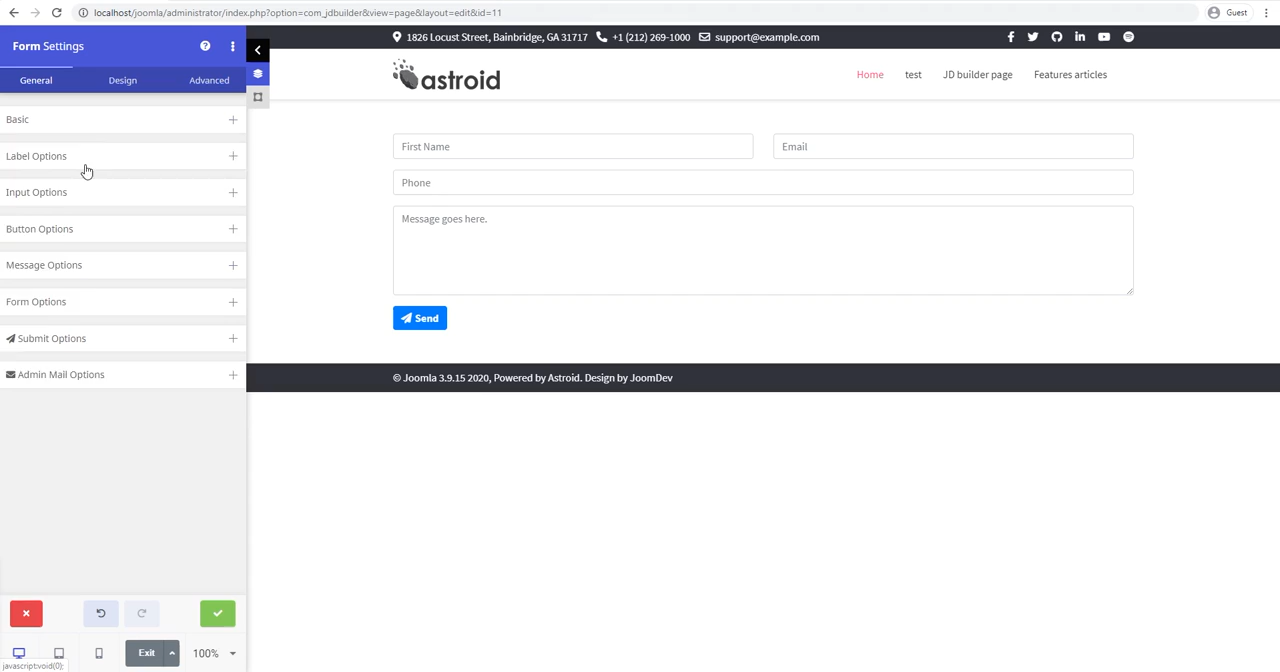 localhost/joomla/administrator/index.php?option=com_jdbuilder&view=page&layout=edit&id=11
Guest
Form Settings
General Design Advanced
Basic
Label Options
Input Options
Button Options
Message Options
Form Options
Submit Options
Admin Mail Options
Exit 100%
javascript:void(0);
1826 Locust Street, Bainbridge, GA 31717 +1 (212) 269-1000 support@example.com
astroid
Home test JD builder page Features articles
First Name Email
Phone
Message goes here.
Send
© Joomla 3.9.15 2020, Powered by Astroid. Design by JoomDev